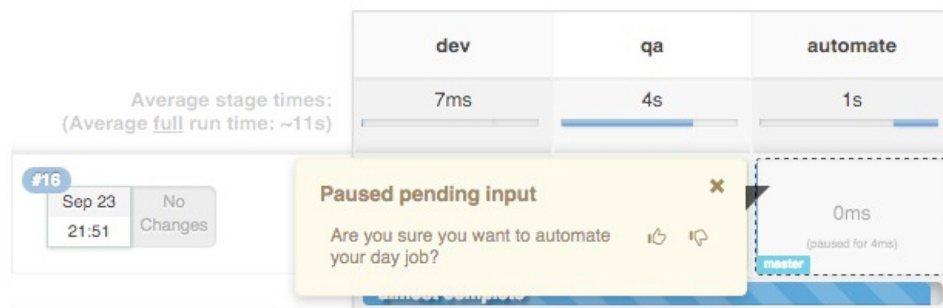 dev qa automate
Average stage times: 7ms 4s 1s
(Average full run time: ~11s)
#16
Sep 23 No
21:51 Changes
Paused pending input
Are you sure you want to automate
your day job?
0ms
(paused for 4ms)
master
almost complete